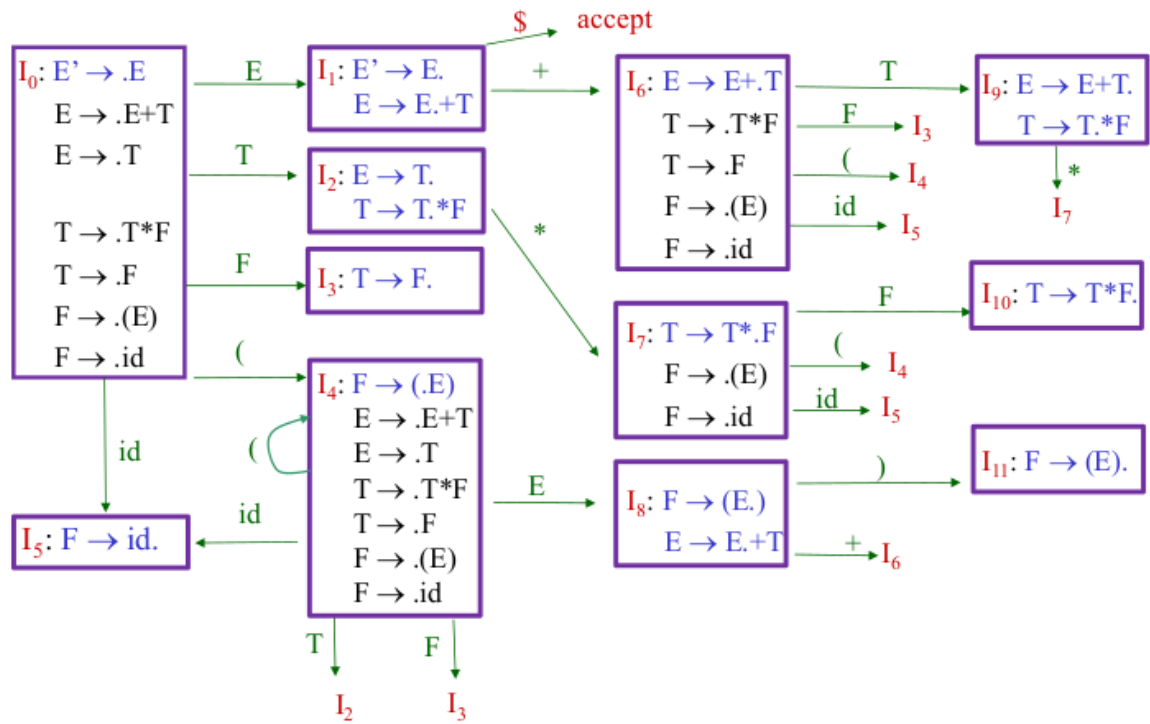 $ accept
I0: E’ → .E
E → .E+T
E → .T
T → .T*F
T → .F
F → .(E)
F → .id
E
T
F
(
id
I1: E’ → E.
E → E.+T
+
I2: E → T.
T → T.*F
*
I3: T → F.
I4: F → (.E)
E → .E+T
E → .T
T → .T*F
T → .F
F → .(E)
F → .id
(
id
E
T
F
I2
I3
I5: F → id.
I6: E → E+.T
T → .T*F
T → .F
F → .(E)
F → .id
T
F I3
( I4
id I5
I7: T → T*.F
F → .(E)
F → .id
F
( I4
id I5
I8: F → (E.)
E → E.+T
)
+ I6
I9: E → E+T.
T → T.*F
*
I7
I10: T → T*F.
I11: F → (E).